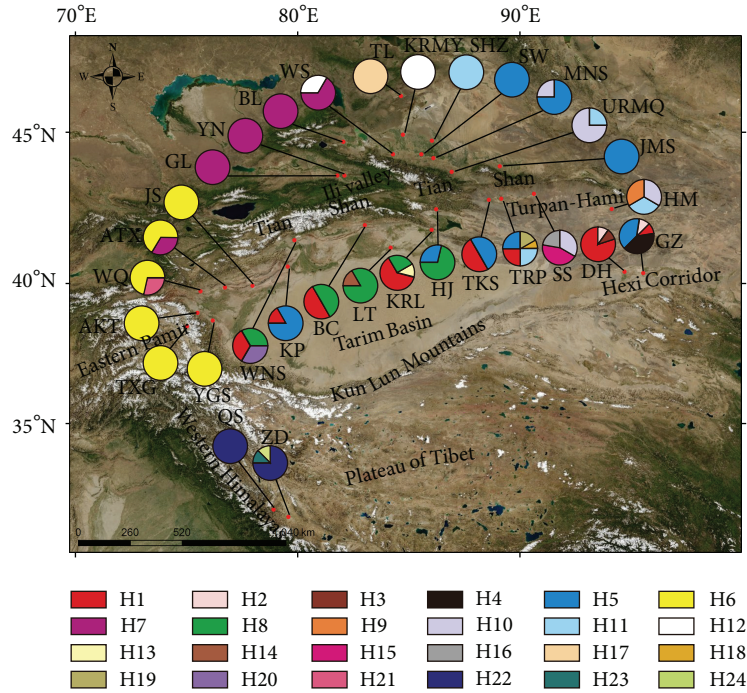 70°E 80°E 90°E
N
W E
S
TL KRMY SHZ
SW
WS
MNS
BL
URMQ
YN
JMS
45°N
GL
Ili valley
Tian Shan
JS
Turpan-Hami
HM
Tian Shan
ATX
GZ
WQ
40°N
HJ TKS TRP SS DH
Hexi Corridor
KRL
LT
BC
Tarim Basin
AKT
KP
Eastern Pamir
WNS
Kun Lun Mountains
TXG
YGS
35°N
QS
ZD
Western Himalayas
Plateau of Tibet
0 260 520 1,040 km
H1 H2 H3 H4 H5 H6
H7 H8 H9 H10 H11 H12
H13 H14 H15 H16 H17 H18
H19 H20 H21 H22 H23 H24